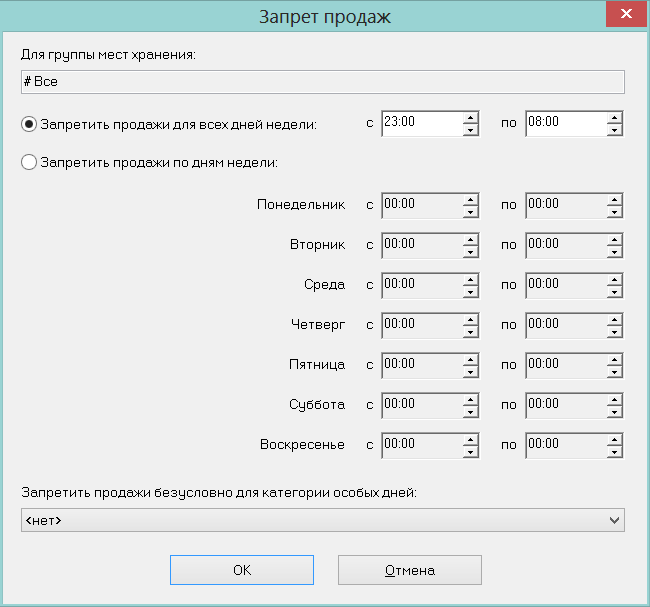 Запрет продаж
Для группы мест хранения:
# Все
Запретить продажи для всех дней недели: с 23:00 по 08:00
Запретить продажи по дням недели:
Понедельник с 00:00 по 00:00
Вторник с 00:00 по 00:00
Среда с 00:00 по 00:00
Четверг с 00:00 по 00:00
Пятница с 00:00 по 00:00
Суббота с 00:00 по 00:00
Воскресенье с 00:00 по 00:00
Запретить продажи безусловно для категории особых дней:
<нет>
OK Отмена